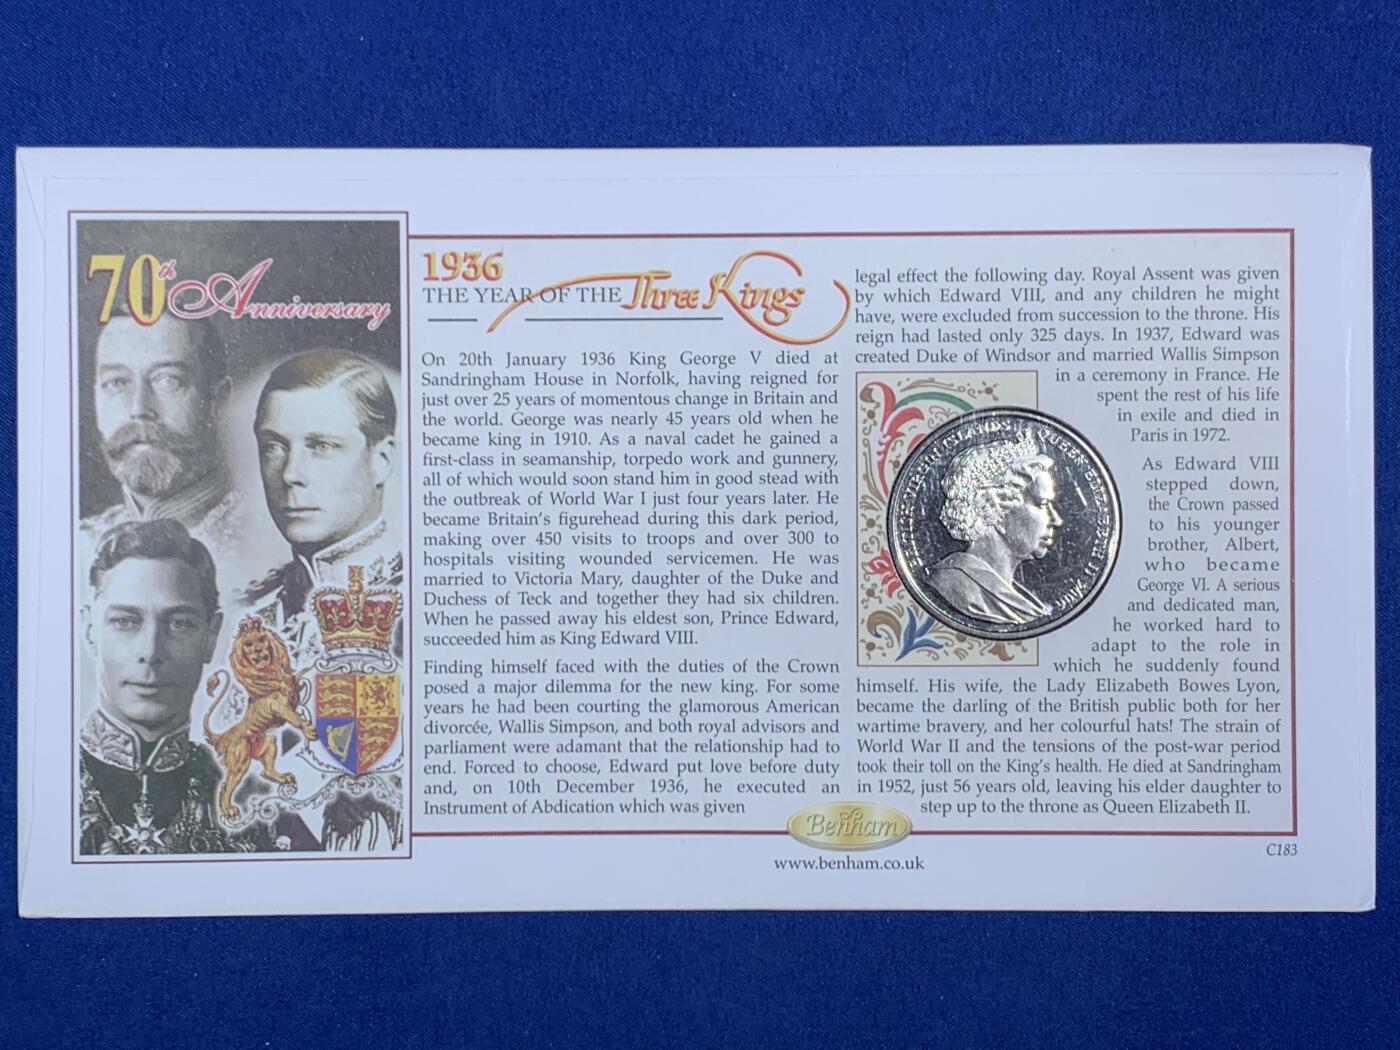 70th Anniversary
1936
THE YEAR OF THE Three Kings
On 20th January 1936 King George V died at
Sandringham House in Norfolk, having reigned for
just over 25 years of momentous change in Britain and
the world. George was nearly 45 years old when he
became king in 1910. As a naval cadet he gained a
first-class in seamanship, torpedo work and gunnery,
all of which would soon stand him in good stead with
the outbreak of World War I just four years later. He
became Britain's figurehead during this dark period,
making over 450 visits to troops and over 300 to
hospitals visiting wounded servicemen. He was
married to Victoria Mary, daughter of the Duke and
Duchess of Teck and together they had six children.
When he passed away his eldest son, Prince Edward,
succeeded him as King Edward VIII.
Finding himself faced with the duties of the Crown
posed a major dilemma for the new king. For some
years he had been courting the glamorous American
divorcée, Wallis Simpson, and both royal advisors and
parliament were adamant that the relationship had to
end. Forced to choose, Edward put love before duty
and, on 10th December 1936, he executed an
Instrument of Abdication which was given
legal effect the following day. Royal Assent was given
by which Edward VIII, and any children he might
have, were excluded from succession to the throne. His
reign had lasted only 325 days. In 1937, Edward was
created Duke of Windsor and married Wallis Simpson
in a ceremony in France. He
spent the rest of his life
in exile and died in
Paris in 1972.
As Edward VIII
stepped down,
the Crown passed
to his younger
brother, Albert,
who became
George VI. A serious
and dedicated man,
he worked hard to
adapt to the role in
which he suddenly found
himself. His wife, the Lady Elizabeth Bowes Lyon,
became the darling of the British public both for her
wartime bravery, and her colourful hats! The strain of
World War II and the tensions of the post-war period
took their toll on the King's health. He died at Sandringham
in 1952, just 56 years old, leaving his elder daughter to
step up to the throne as Queen Elizabeth II.
BRITISH VIRGIN ISLANDS QUEEN ELIZABETH II 2006
Benham
www.benham.co.uk
C183